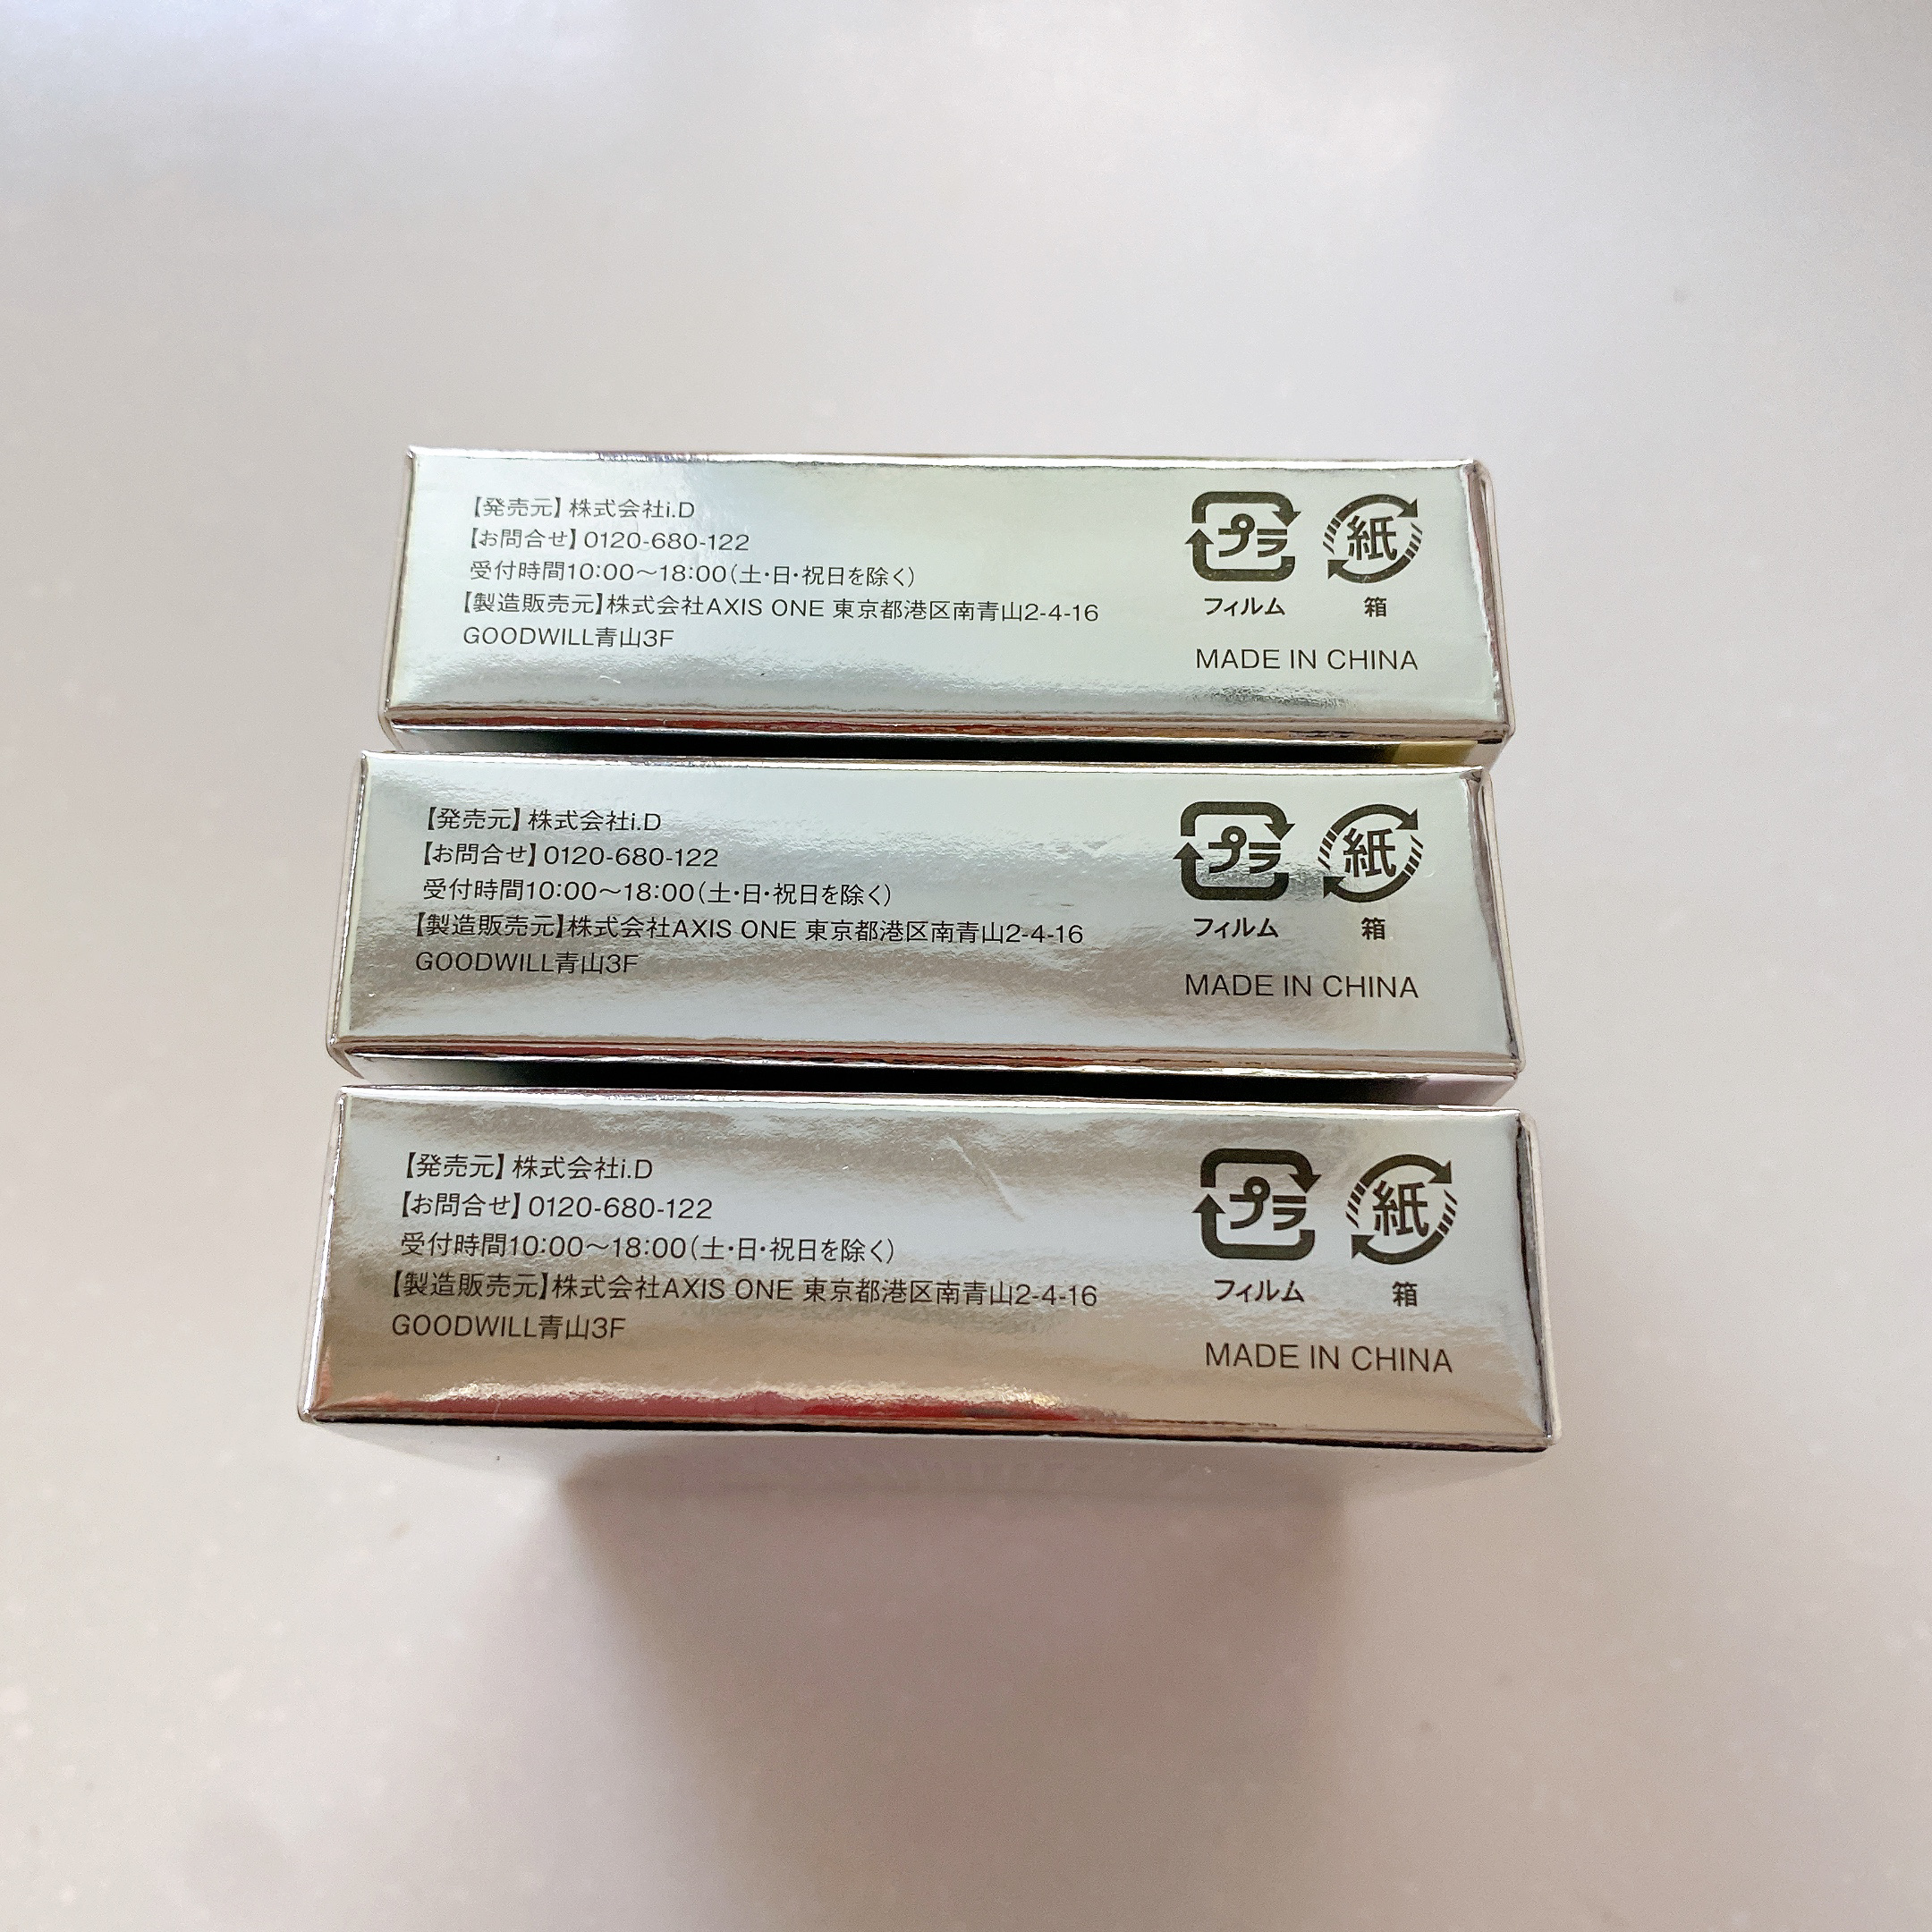 【発売元】株式会社i.D
【お問合せ】0120-680-122
受付時間10:00〜18:00(土・日・祝日を除く)
【製造販売元】株式会社AXIS ONE 東京都港区南青山2-4-16
GOODWILL青山3F
プラ 紙
フィルム 箱
MADE IN CHINA
【発売元】株式会社i.D
【お問合せ】0120-680-122
受付時間10:00〜18:00(土・日・祝日を除く)
【製造販売元】株式会社AXIS ONE 東京都港区南青山2-4-16
GOODWILL青山3F
プラ 紙
フィルム 箱
MADE IN CHINA
【発売元】株式会社i.D
【お問合せ】0120-680-122
受付時間10:00〜18:00(土・日・祝日を除く)
【製造販売元】株式会社AXIS ONE 東京都港区南青山2-4-16
GOODWILL青山3F
プラ 紙
フィルム 箱
MADE IN CHINA